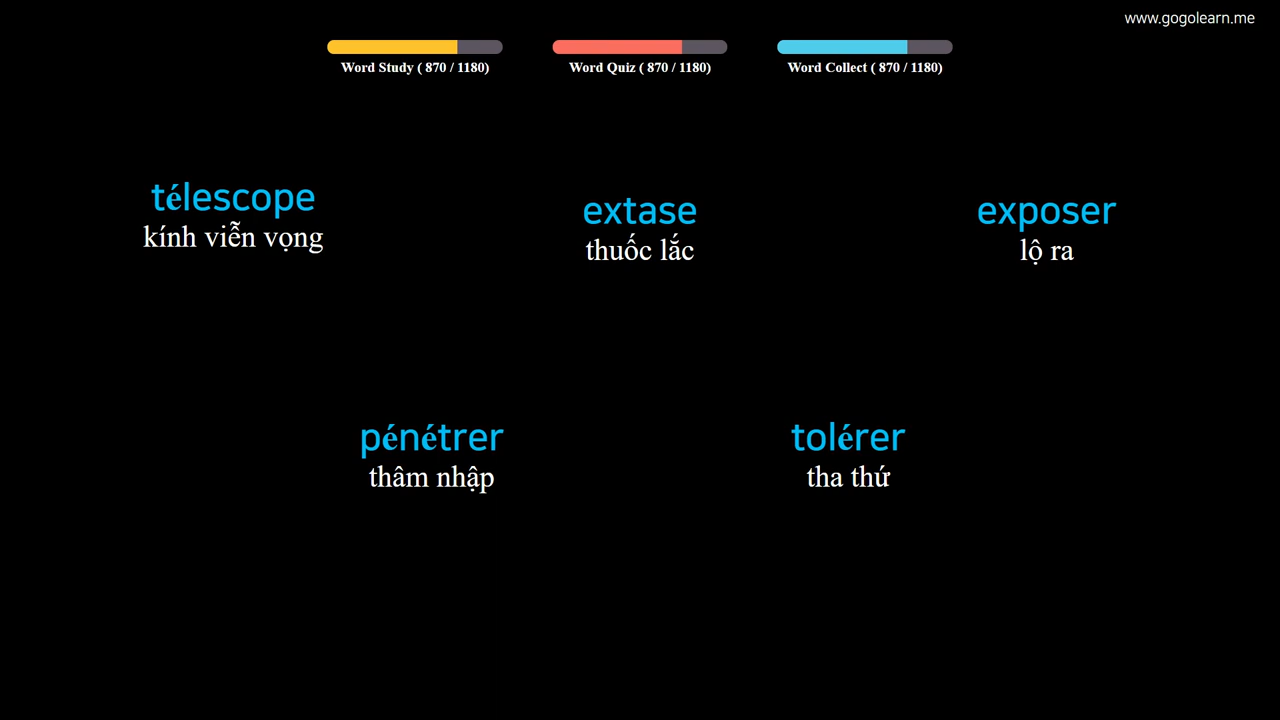 www.gogolearn.me
Word Study ( 870 / 1180)
Word Quiz ( 870 / 1180)
Word Collect ( 870 / 1180)
télescope
kính viễn vọng
extase
thuốc lắc
exposer
lộ ra
pénétrer
thâm nhập
tolérer
tha thứ